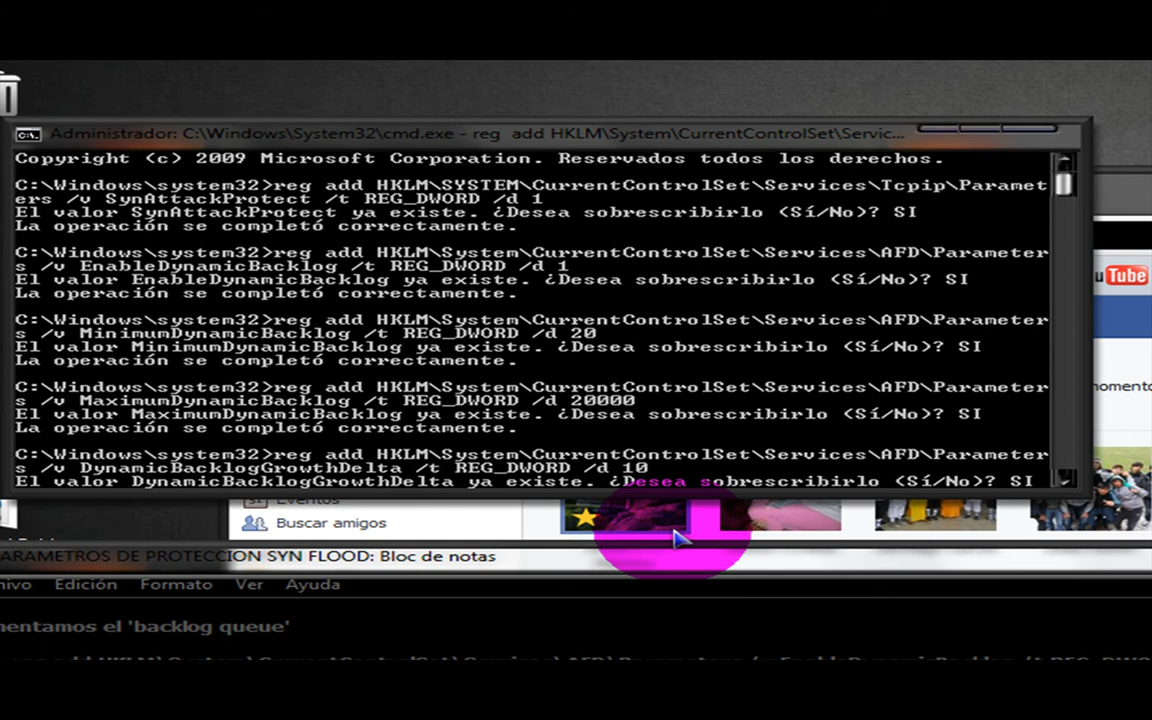 Administrador: C:\Windows\System32\cmd.exe - reg  add HKLM\System\CurrentControlSet\Servic...
Copyright (c) 2009 Microsoft Corporation. Reservados todos los derechos.
C:\Windows\system32>reg add HKLM\SYSTEM\CurrentControlSet\Services\Tcpip\Paramet
ers /v SynAttackProtect /t REG_DWORD /d 1
El valor SynAttackProtect ya existe. ¿Desea sobrescribirlo (Sí/No)? SI
La operación se completó correctamente.
C:\Windows\system32>reg add HKLM\System\CurrentControlSet\Services\AFD\Parameter
s /v EnableDynamicBacklog /t REG_DWORD /d 1
El valor EnableDynamicBacklog ya existe. ¿Desea sobrescribirlo (Sí/No)? SI
La operación se completó correctamente.
C:\Windows\system32>reg add HKLM\System\CurrentControlSet\Services\AFD\Parameter
s /v MinimumDynamicBacklog /t REG_DWORD /d 20
El valor MinimumDynamicBacklog ya existe. ¿Desea sobrescribirlo (Sí/No)? SI
La operación se completó correctamente.
C:\Windows\system32>reg add HKLM\System\CurrentControlSet\Services\AFD\Parameter
s /v MaximumDynamicBacklog /t REG_DWORD /d 20000
El valor MaximumDynamicBacklog ya existe. ¿Desea sobrescribirlo (Sí/No)? SI
La operación se completó correctamente.
C:\Windows\system32>reg add HKLM\System\CurrentControlSet\Services\AFD\Parameter
s /v DynamicBacklogGrowthDelta /t REG_DWORD /d 10
El valor DynamicBacklogGrowthDelta ya existe. ¿Desea sobrescribirlo (Sí/No)? SI
uTube
omento
Eventos
Buscar amigos
ARAMETROS DE PROTECCION SYN FLOOD: Bloc de notas
hivo Edición Formato Ver Ayuda
mentamos el 'backlog queue'